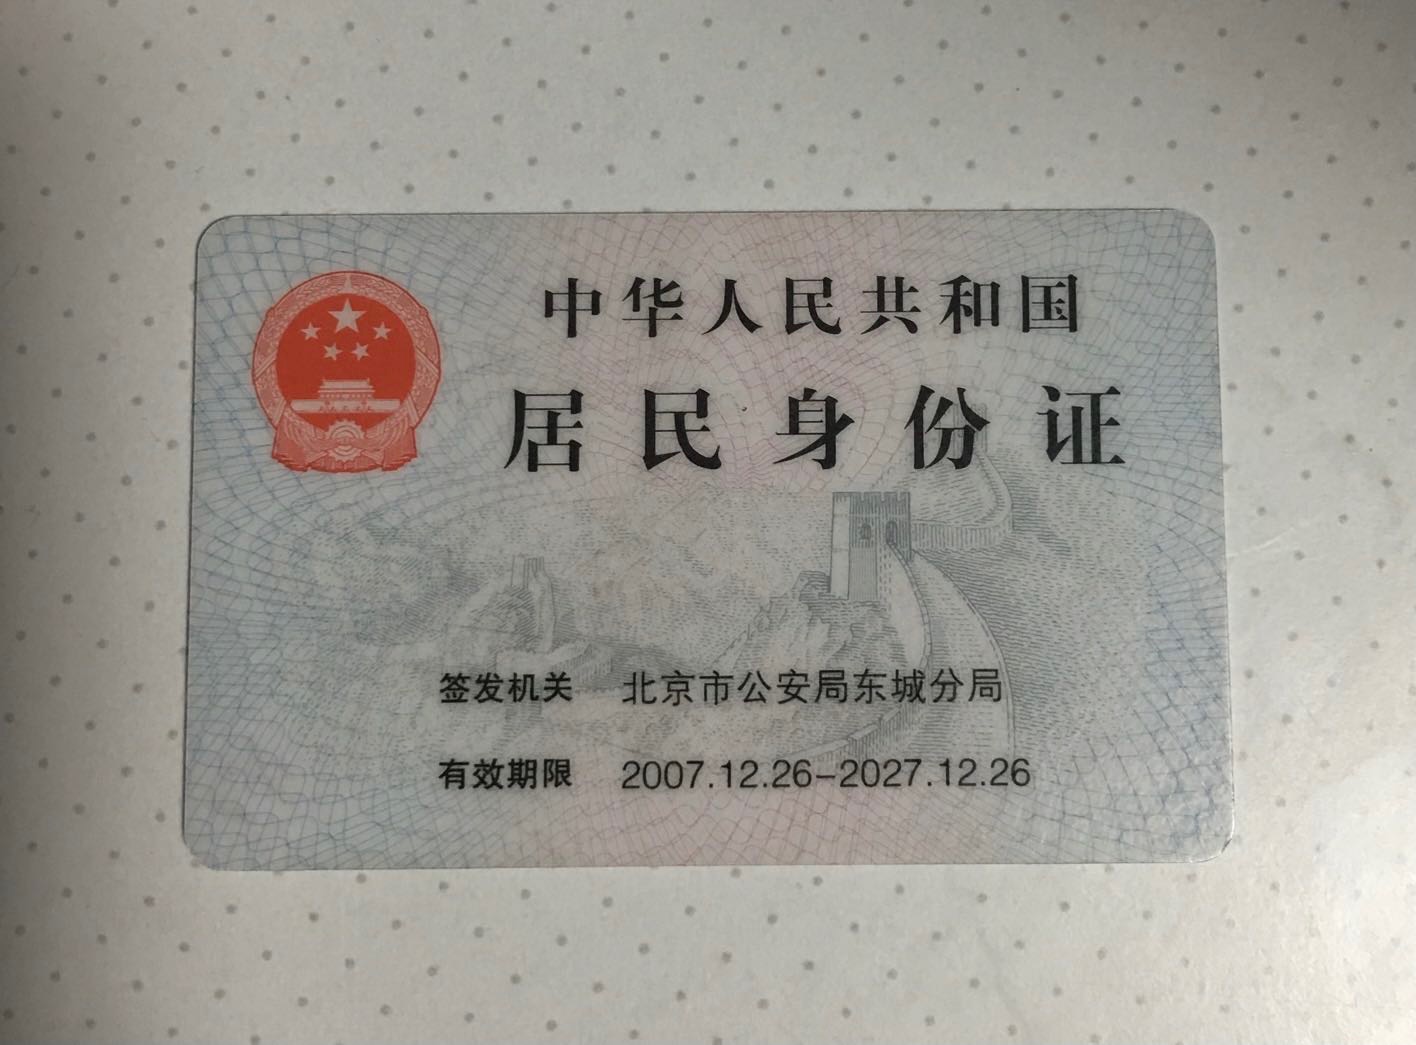 中华人民共和国
居民身份证
签发机关 北京市公安局东城分局
有效期限 2007.12.26-2027.12.26